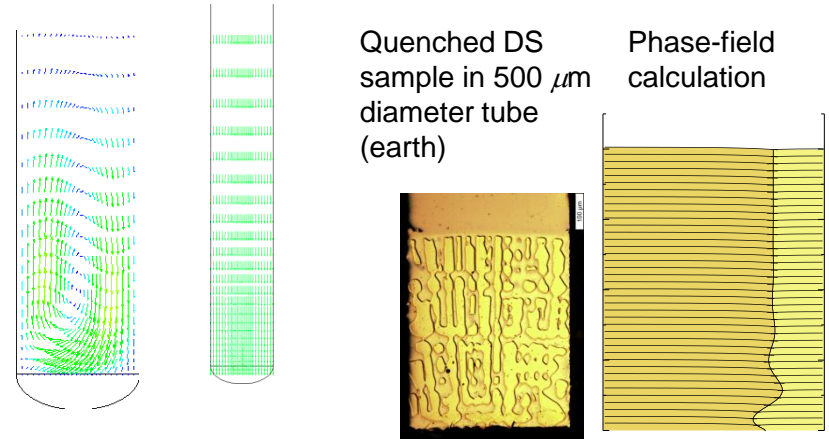 Quenched DS
sample in 500 μm
diameter tube
(earth)
Phase-field
calculation
100 μm